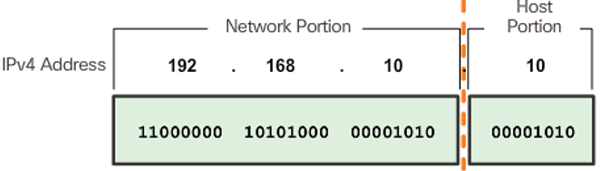 Host
Network Portion Portion
IPv4 Address 192 . 168 . 10 . 10
11000000 10101000 00001010 00001010